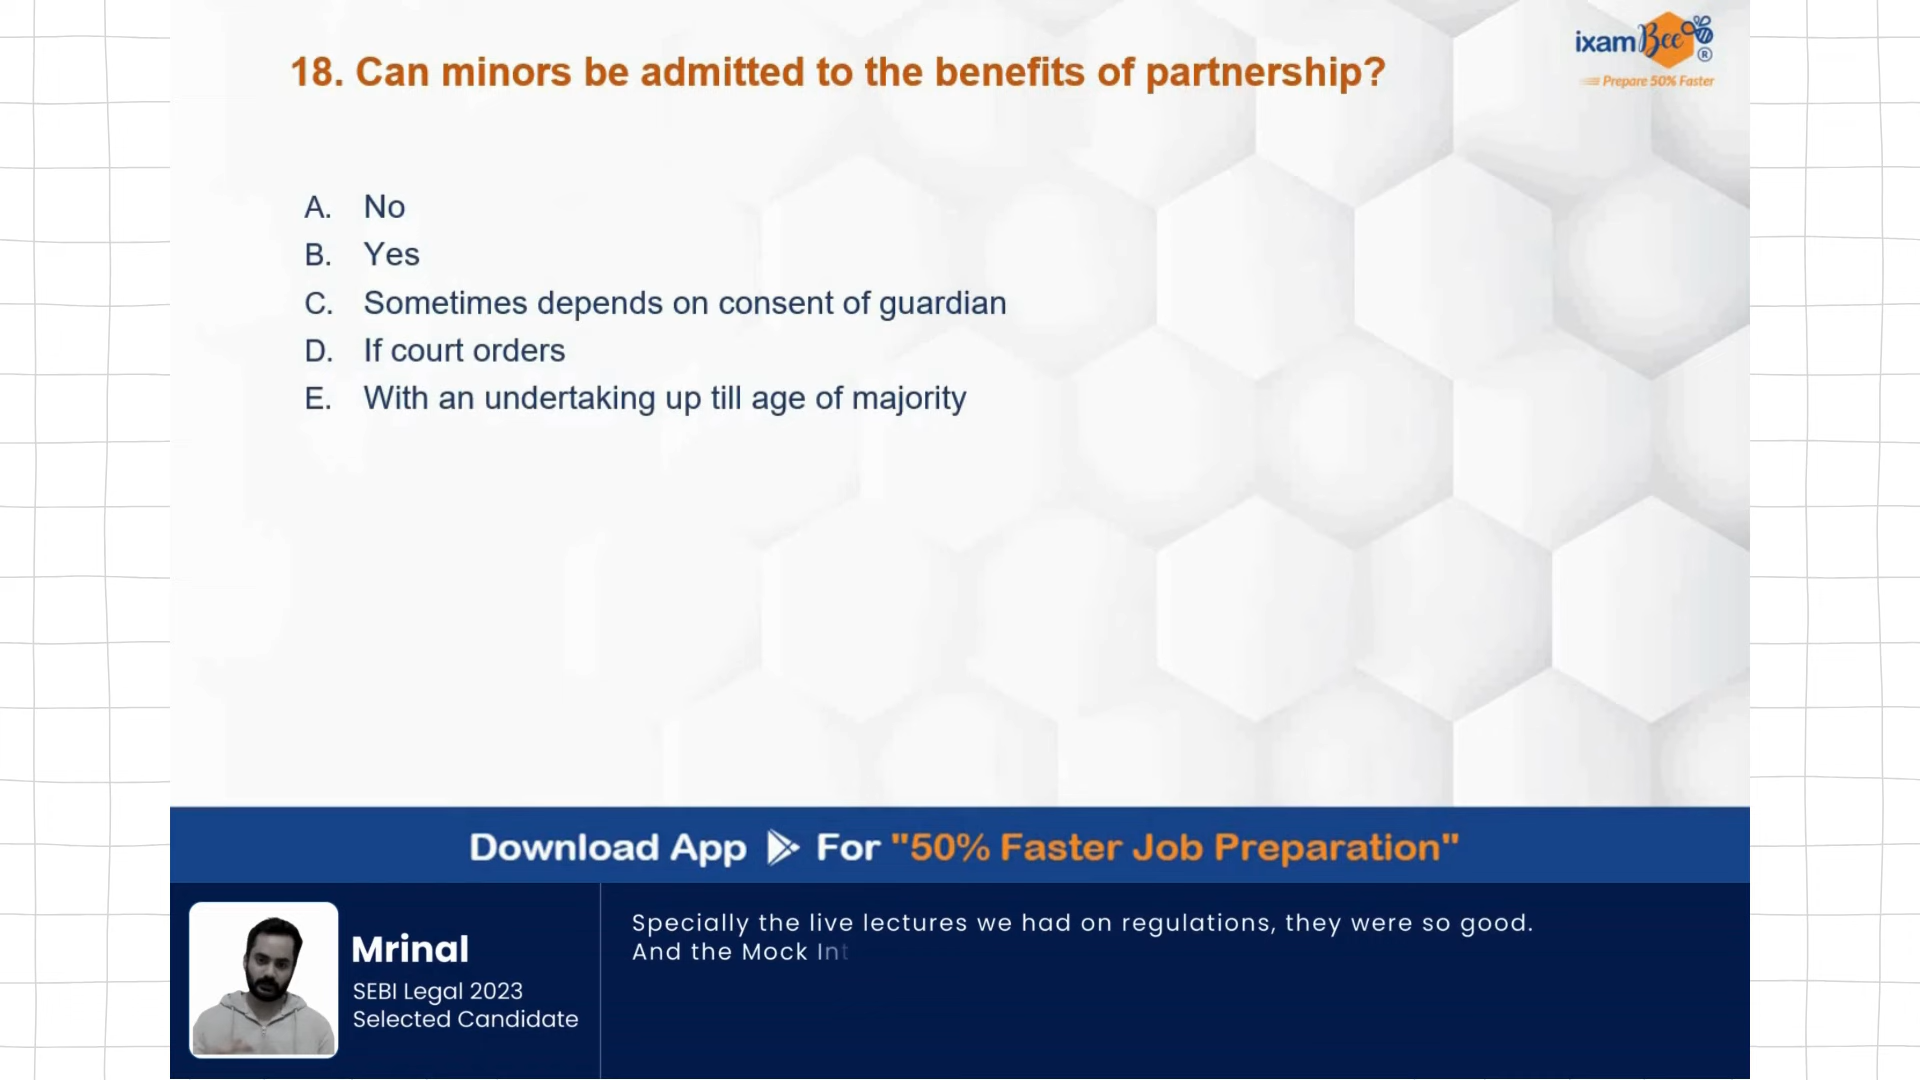 18. Can minors be admitted to the benefits of partnership?
ixamBee
®
Prepare 50% Faster
A. No
B. Yes
C. Sometimes depends on consent of guardian
D. If court orders
E. With an undertaking up till age of majority
Download App For "50% Faster Job Preparation"
Mrinal
SEBI Legal 2023
Selected Candidate
Specially the live lectures we had on regulations, they were so good.
And the Mock Int